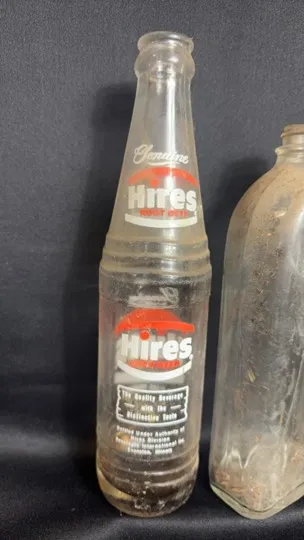 Genuine
Hires
ROOT BEER
Hires
The Quality Beverage
with the
Distinctive Taste
Bottled Under Authority of
Hires Division
Beverages International Inc.
Evanston, Illinois